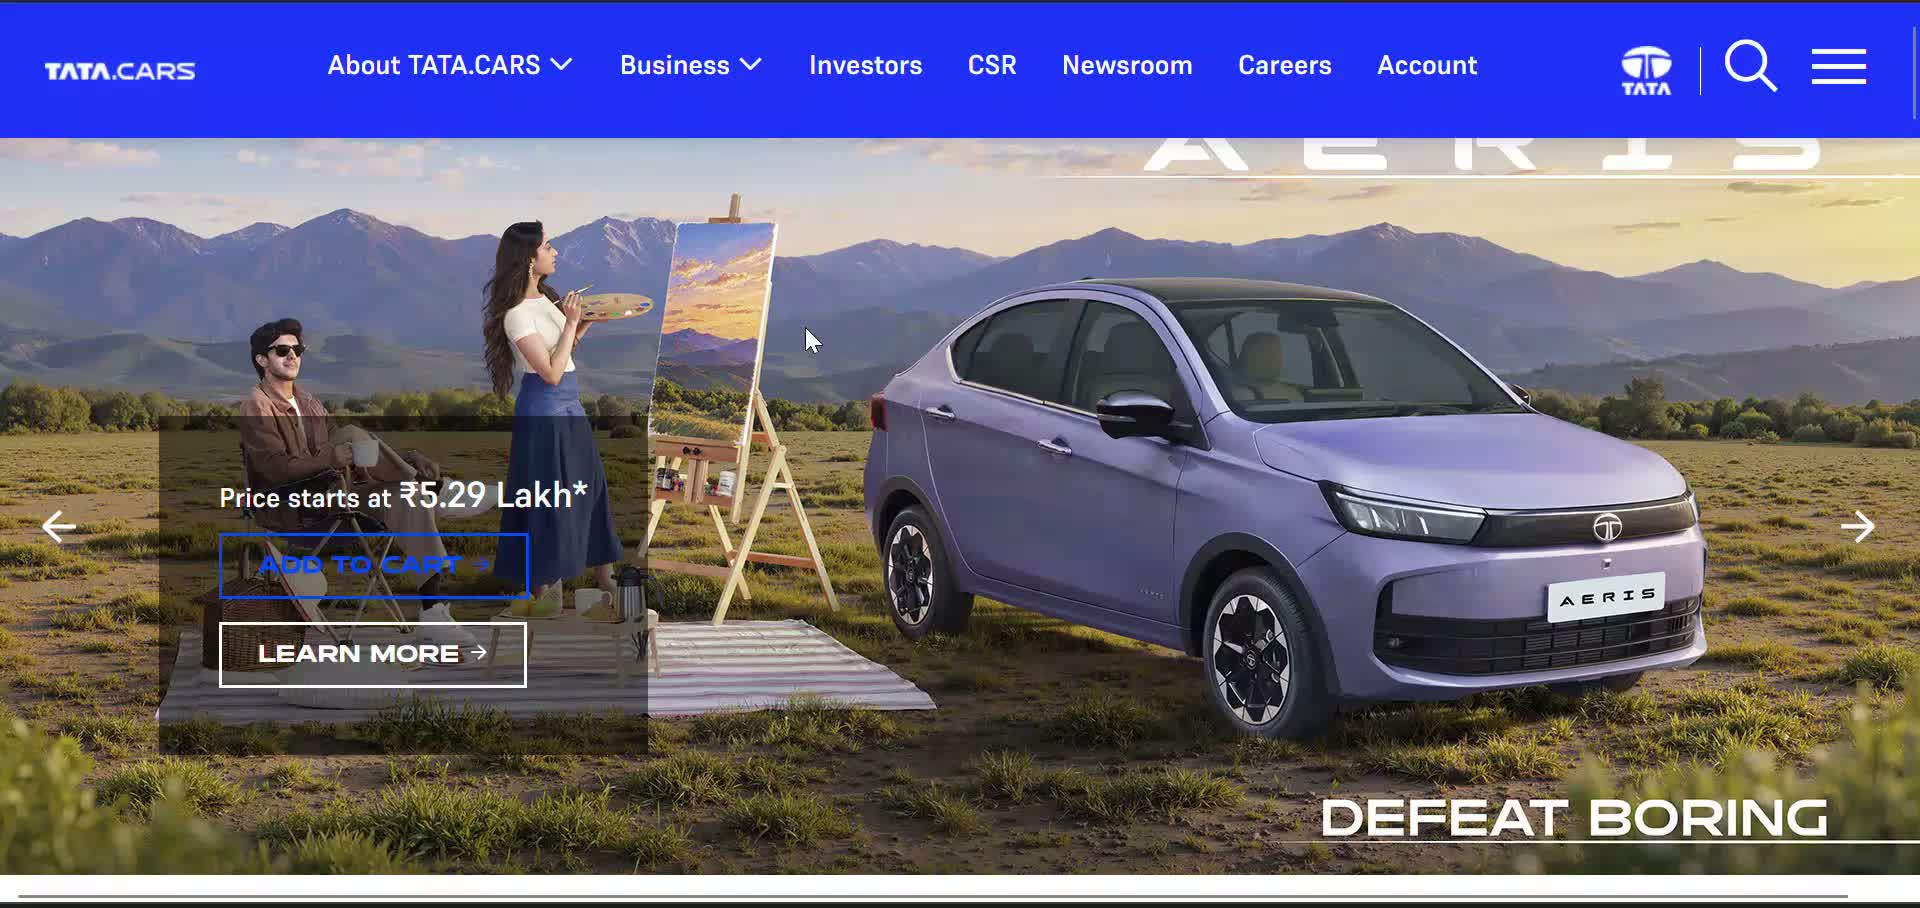 TATA.CARS
About TATA.CARS
Business
Investors
CSR
Newsroom
Careers
Account
TATA
AERIS
Price starts at ₹5.29 Lakh*
ADD TO CART →
LEARN MORE →
AERIS
DEFEAT BORING